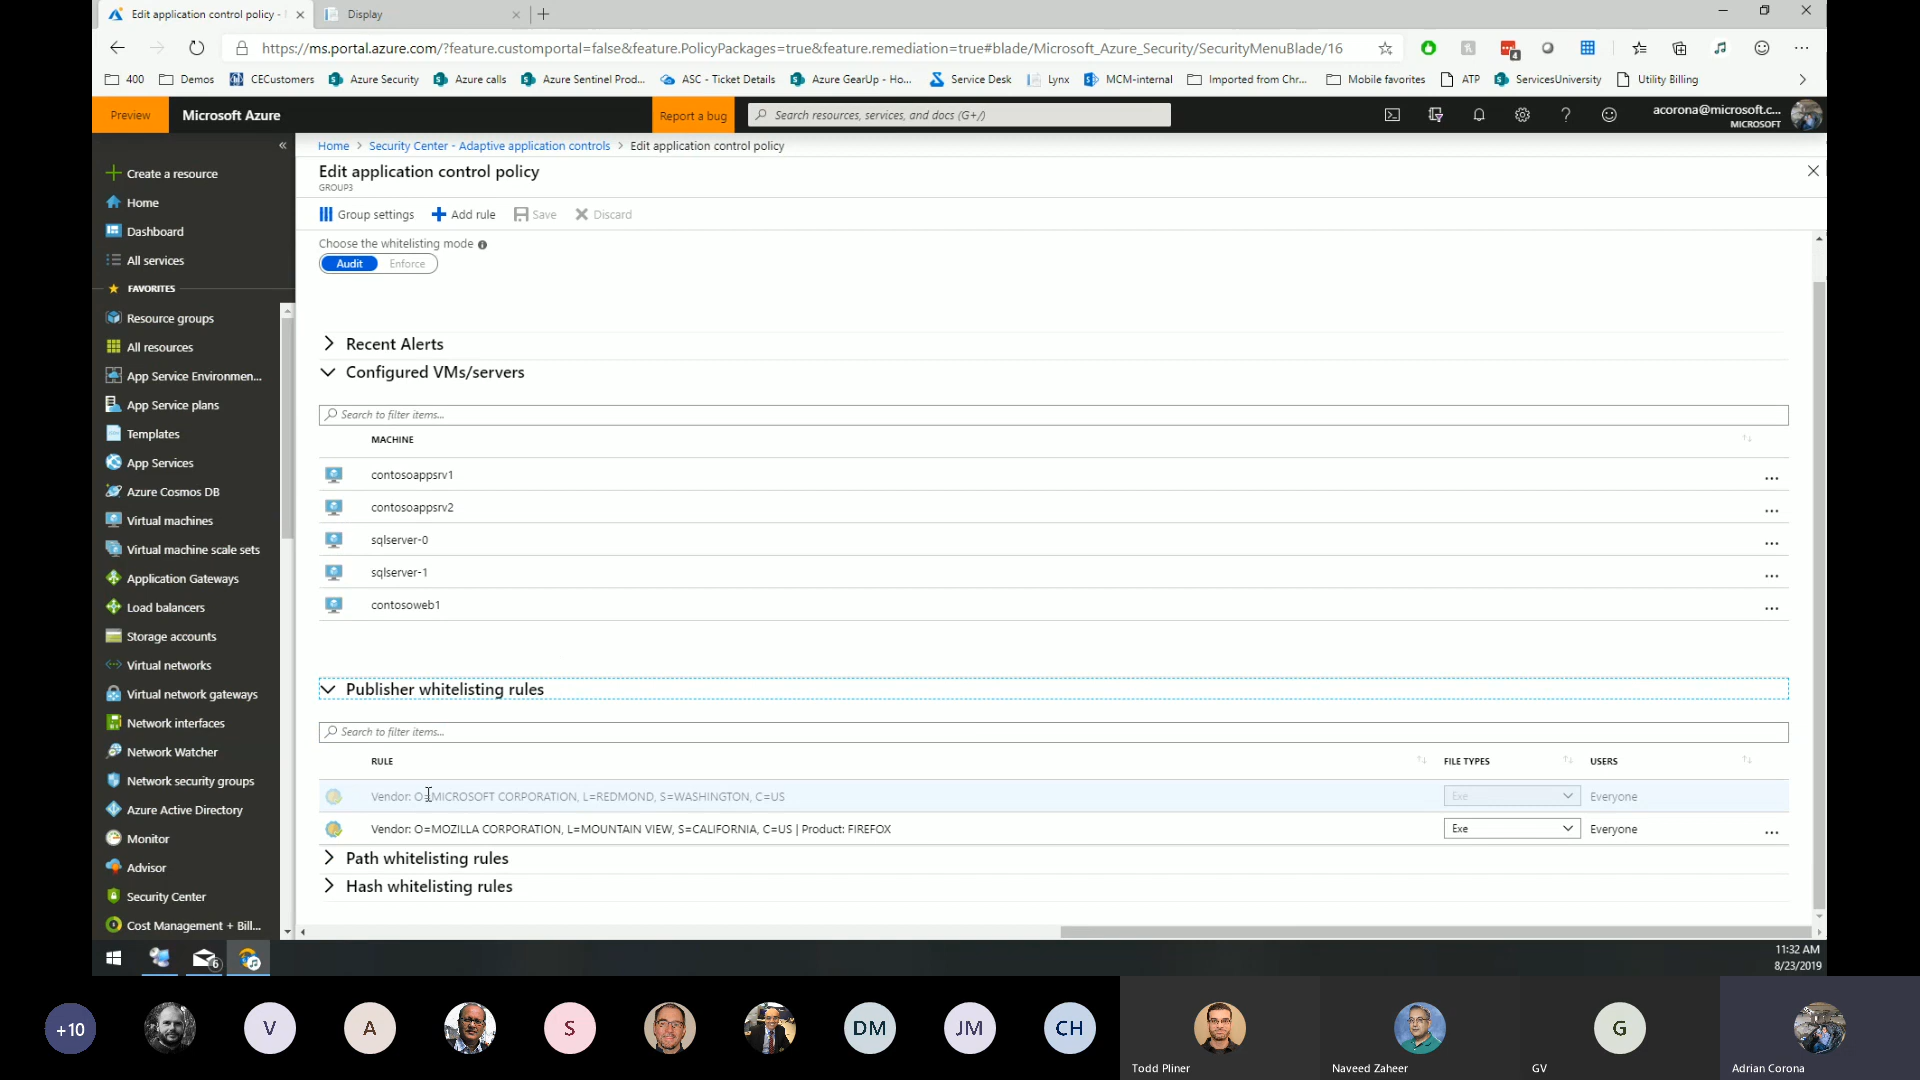 Edit application control policy -
Display
https://ms.portal.azure.com/?feature.customportal=false&feature.PolicyPackages=true&feature.remediation=true#blade/Microsoft_Azure_Security/SecurityMenuBlade/16
4
400
Demos
CECustomers
Azure Security
Azure calls
Azure Sentinel Prod...
ASC - Ticket Details
Azure GearUp - Ho...
Service Desk
Lynx
MCM-internal
Imported from Chr...
Mobile favorites
ATP
ServicesUniversity
Utility Billing
Preview
Microsoft Azure
Report a bug
Search resources, services, and docs (G+/)
acorona@microsoft.c...
MICROSOFT
Home > Security Center - Adaptive application controls > Edit application control policy
Edit application control policy
GROUP3
Group settings
Add rule
Save
Discard
Create a resource
Home
Dashboard
All services
FAVORITES
Resource groups
All resources
App Service Environmen...
App Service plans
Templates
App Services
Azure Cosmos DB
Virtual machines
Virtual machine scale sets
Application Gateways
Load balancers
Storage accounts
Virtual networks
Virtual network gateways
Network interfaces
Network Watcher
Network security groups
Azure Active Directory
Monitor
Advisor
Security Center
Cost Management + Bill...
Choose the whitelisting mode
Audit
Enforce
Recent Alerts
Configured VMs/servers
Search to filter items...
MACHINE
contosoappsrv1
contosoappsrv2
sqlserver-0
sqlserver-1
contosoweb1
Publisher whitelisting rules
Search to filter items...
RULE FILE TYPES USERS
Vendor: O=MICROSOFT CORPORATION, L=REDMOND, S=WASHINGTON, C=US Exe Everyone
Vendor: O=MOZILLA CORPORATION, L=MOUNTAIN VIEW, S=CALIFORNIA, C=US | Product: FIREFOX Exe Everyone
Path whitelisting rules
Hash whitelisting rules
6
11:32 AM
8/23/2019
+10
V
A
S
DM
JM
CH
G
Todd Pliner
Naveed Zaheer
GV
Adrian Corona